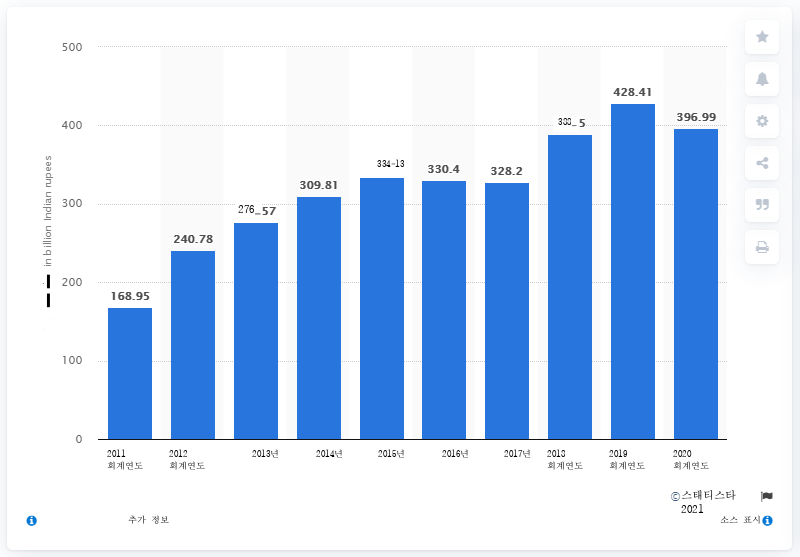 500
400
300
200
100
0
in billion Indian rupees
168.95
240.78
276_57
309.81
334-13
330.4
328.2
388_5
428.41
396.99
2011 회계연도
2012 회계연도
2013년
2014년
2015년
2016년
2017년
2018 회계연도
2019 회계연도
2020 회계연도
©스태티스타 2021
추가 정보
소스 표시